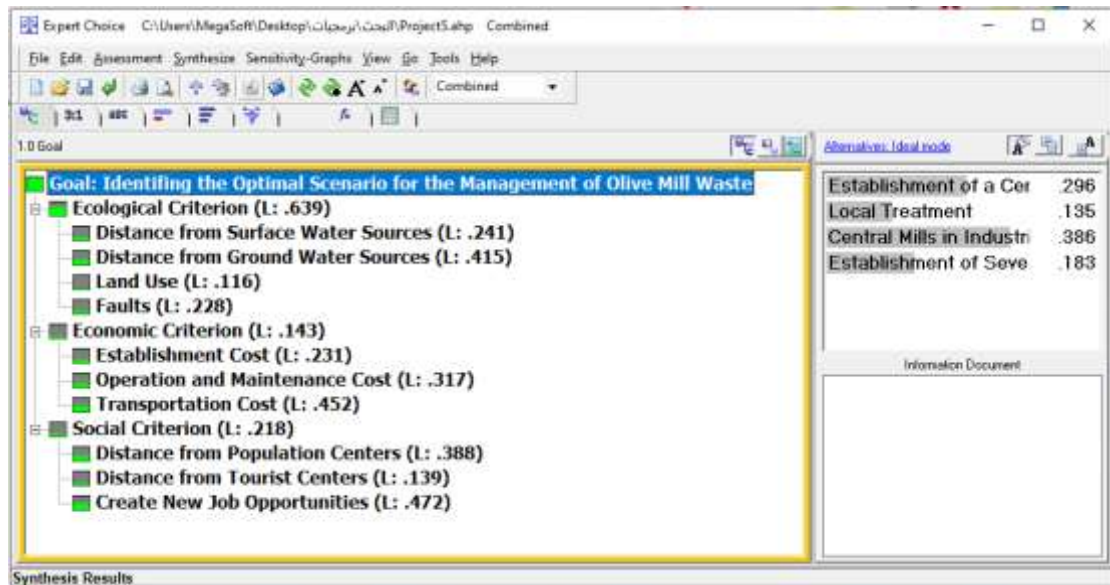 Expert Choice C:\Users\MegaSoft\Desktop\البحث\برمجيات\Project5.ahp Combined
File Edit Assessment Synthesize Sensitivity-Graphs View Go Tools Help
Combined
3:1 ABC
1.0 Goal
Alternatives: Ideal mode
Goal: Identifing the Optimal Scenario for the Management of Olive Mill Waste
Ecological Criterion (L: .639)
Distance from Surface Water Sources (L: .241)
Distance from Ground Water Sources (L: .415)
Land Use (L: .116)
Faults (L: .228)
Economic Criterion (L: .143)
Establishment Cost (L: .231)
Operation and Maintenance Cost (L: .317)
Transportation Cost (L: .452)
Social Criterion (L: .218)
Distance from Population Centers (L: .388)
Distance from Tourist Centers (L: .139)
Create New Job Opportunities (L: .472)
Establishment of a Cer .296
Local Treatment .135
Central Mills in Industri .386
Establishment of Seve .183
Information Document
Synthesis Results